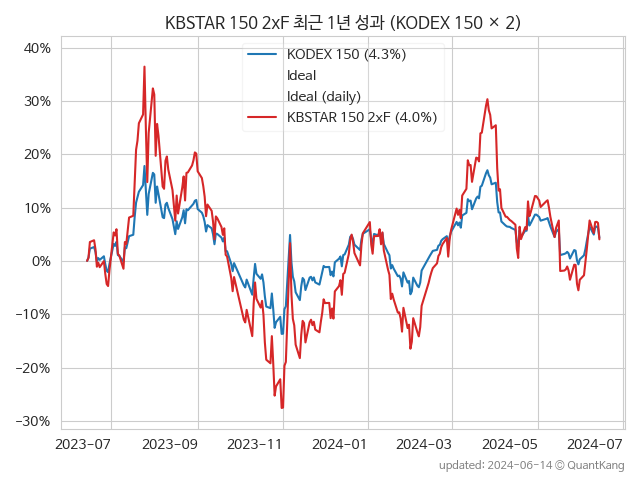 KBSTAR 150 2xF 최근 1년 성과 (KODEX 150 × 2)
KODEX 150 (4.3%)
Ideal
Ideal (daily)
KBSTAR 150 2xF (4.0%)
40%
30%
20%
10%
0%
−10%
−20%
−30%
2023-07
2023-09
2023-11
2024-01
2024-03
2024-05
2024-07
updated: 2024-06-14 © QuantKang